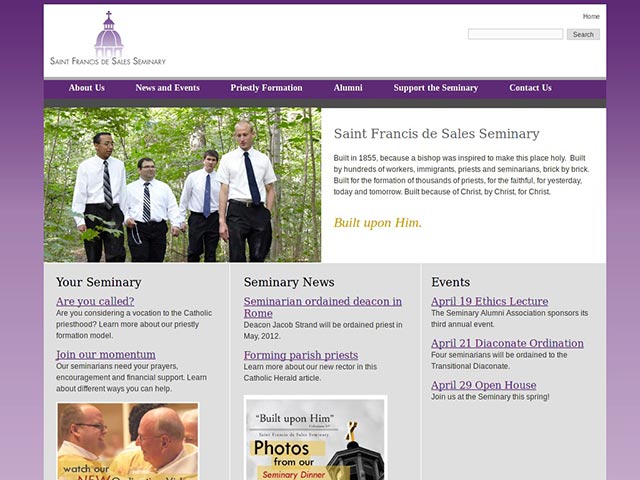 Home
Search
SAINT FRANCIS DE SALES SEMINARY
About Us
News and Events
Priestly Formation
Alumni
Support the Seminary
Contact Us
Saint Francis de Sales Seminary
Built in 1855, because a bishop was inspired to make this place holy. Built
by hundreds of workers, immigrants, priests and seminarians, brick by brick.
Built for the formation of thousands of priests, for the faithful, for yesterday,
today and tomorrow. Built because of Christ, by Christ, for Christ.
Built upon Him.
Your Seminary
Are you called?
Are you considering a vocation to the Catholic
priesthood? Learn more about our priestly
formation model.
Join our momentum
Our seminarians need your prayers,
encouragement and financial support. Learn
about different ways you can help.
watch our
NEW Ordination Video
Seminary News
Seminarian ordained deacon in
Rome
Deacon Jacob Strand will be ordained priest in
May, 2012.
Forming parish priests
Learn more about our new rector in this
Catholic Herald article.
"Built upon Him"
Saint Francis de Sales Seminary
Photos
from our
Seminary Dinner
Events
April 19 Ethics Lecture
The Seminary Alumni Association sponsors its
third annual event.
April 21 Diaconate Ordination
Four seminarians will be ordained to the
Transitional Diaconate.
April 29 Open House
Join us at the Seminary this spring!